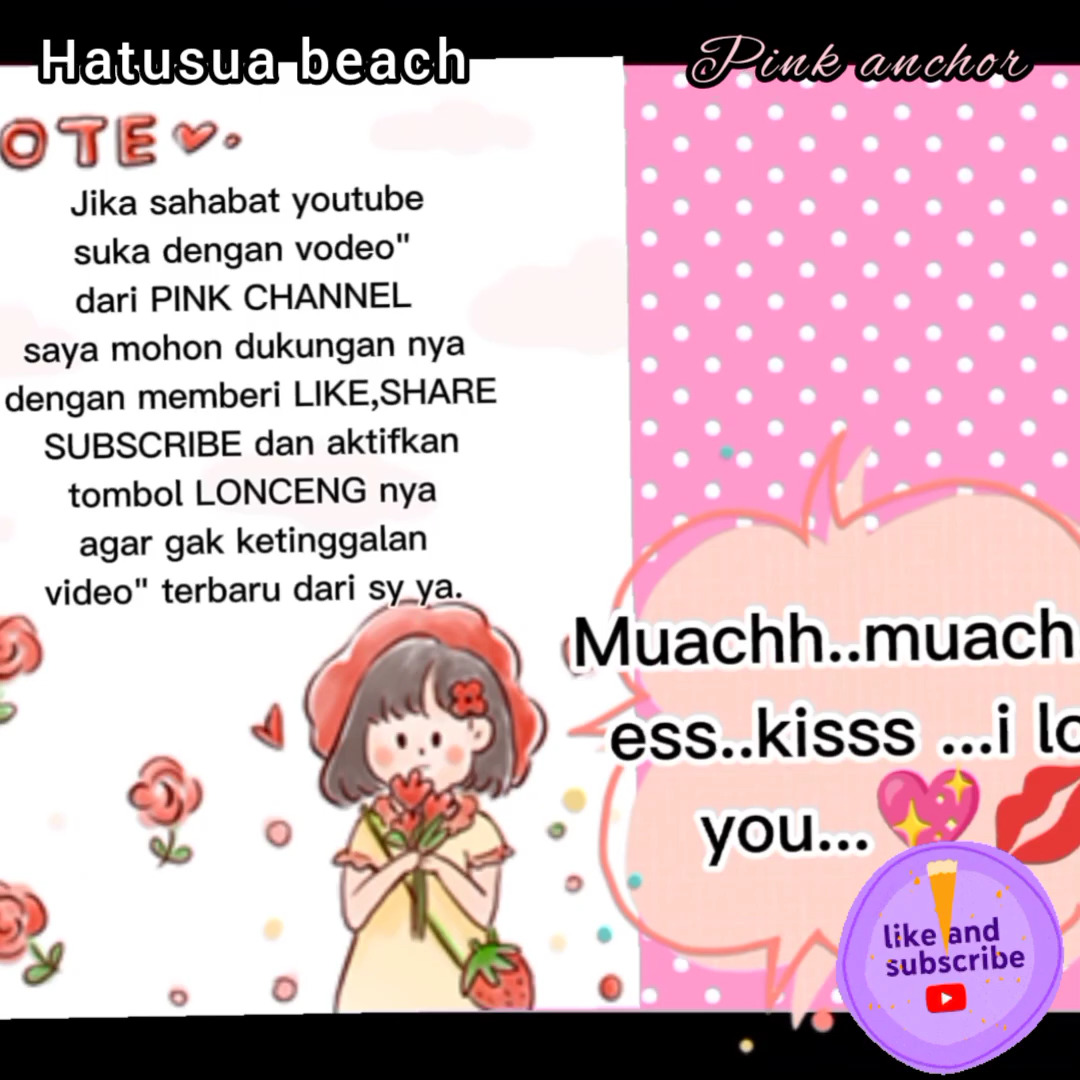 Hatusua beach
Pink anchor
OTE
Jika sahabat youtube
suka dengan vodeo"
dari PINK CHANNEL
saya mohon dukungan nya
dengan memberi LIKE,SHARE
SUBSCRIBE dan aktifkan
tombol LONCENG nya
agar gak ketinggalan
video" terbaru dari sy ya.
Muachh..muach
ess..kisss ...i lo
you...
like and
subscribe